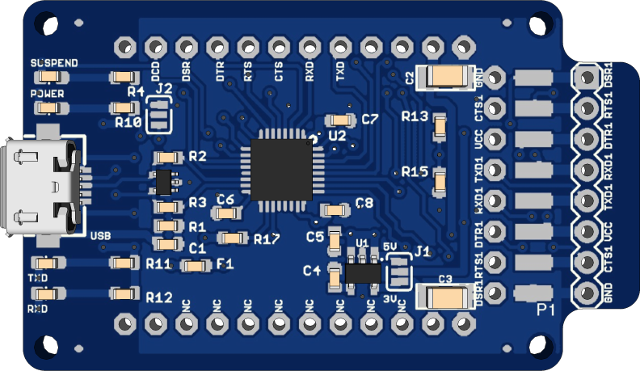 SUSPEND
POWER
R4
J2
R10
DCD
DSR
DTR
RTS
CTS
RXD
TXD
C2
GND
CTS1
VCC
TXD1
RXD1
DTR1
RTS1
DSR1
DSR1
RTS1
DTR1
TXD1
RXD1
VCC
CTS1
GND
R13
R15
C7
U2
R2
R3
R1
C1
C6
R17
F1
C8
C5
C4
U1
5V
J1
3V
C3
USB
TXD
RXD
R11
R12
NC
NC
NC
NC
NC
NC
NC
NC
P1